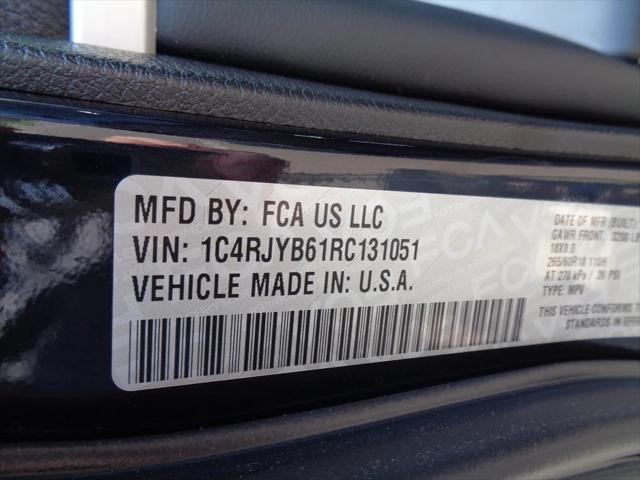 MFD BY: FCA US LLC
VIN: 1C4RJYB61RC131051
VEHICLE MADE IN: U.S.A.
DATE OF MFR (BUILT)
GAWR FRONT:
18X8.0
265/60R18 110H
AT 270 kPa / 39 PSI
TYPE: MPV
THIS VEHICLE CONFORMS
STANDARDS IN